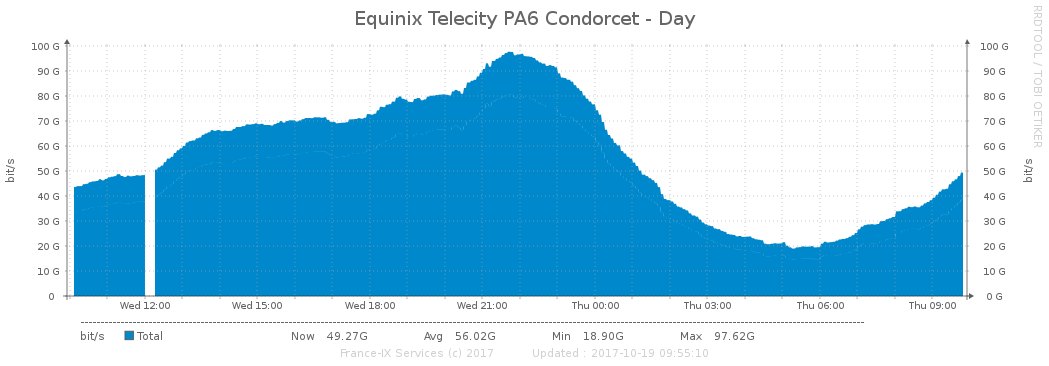 Equinix Telecity PA6 Condorcet - Day
RRDTOOL / TOBI OETIKER
100 G 100 G
90 G 90 G
80 G 80 G
70 G 70 G
60 G 60 G
50 G 50 G
40 G 40 G
30 G 30 G
20 G 20 G
10 G 10 G
0 0 G
bit/s bit/s
Wed 12:00 Wed 15:00 Wed 18:00 Wed 21:00 Thu 00:00 Thu 03:00 Thu 06:00 Thu 09:00
bit/s Total Now 49.27G Avg 56.02G Min 18.90G Max 97.62G
France-IX Services (c) 2017 Updated : 2017-10-19 09:55:10